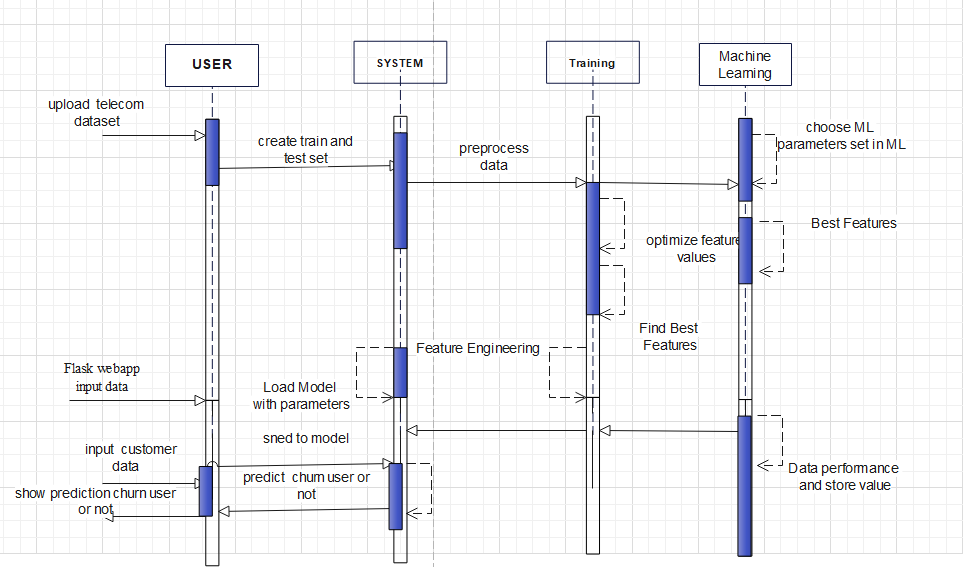 USER
SYSTEM
Training
Machine
Learning
upload telecom
dataset
create train and
test set
preprocess
data
choose ML
parameters set in ML
optimize feature
values
Best Features
Find Best
Features
Feature Engineering
Flask webapp
input data
Load Model
with parameters
sned to model
input customer
data
predict churn user or
not
show prediction churn user
or not
Data performance
and store value